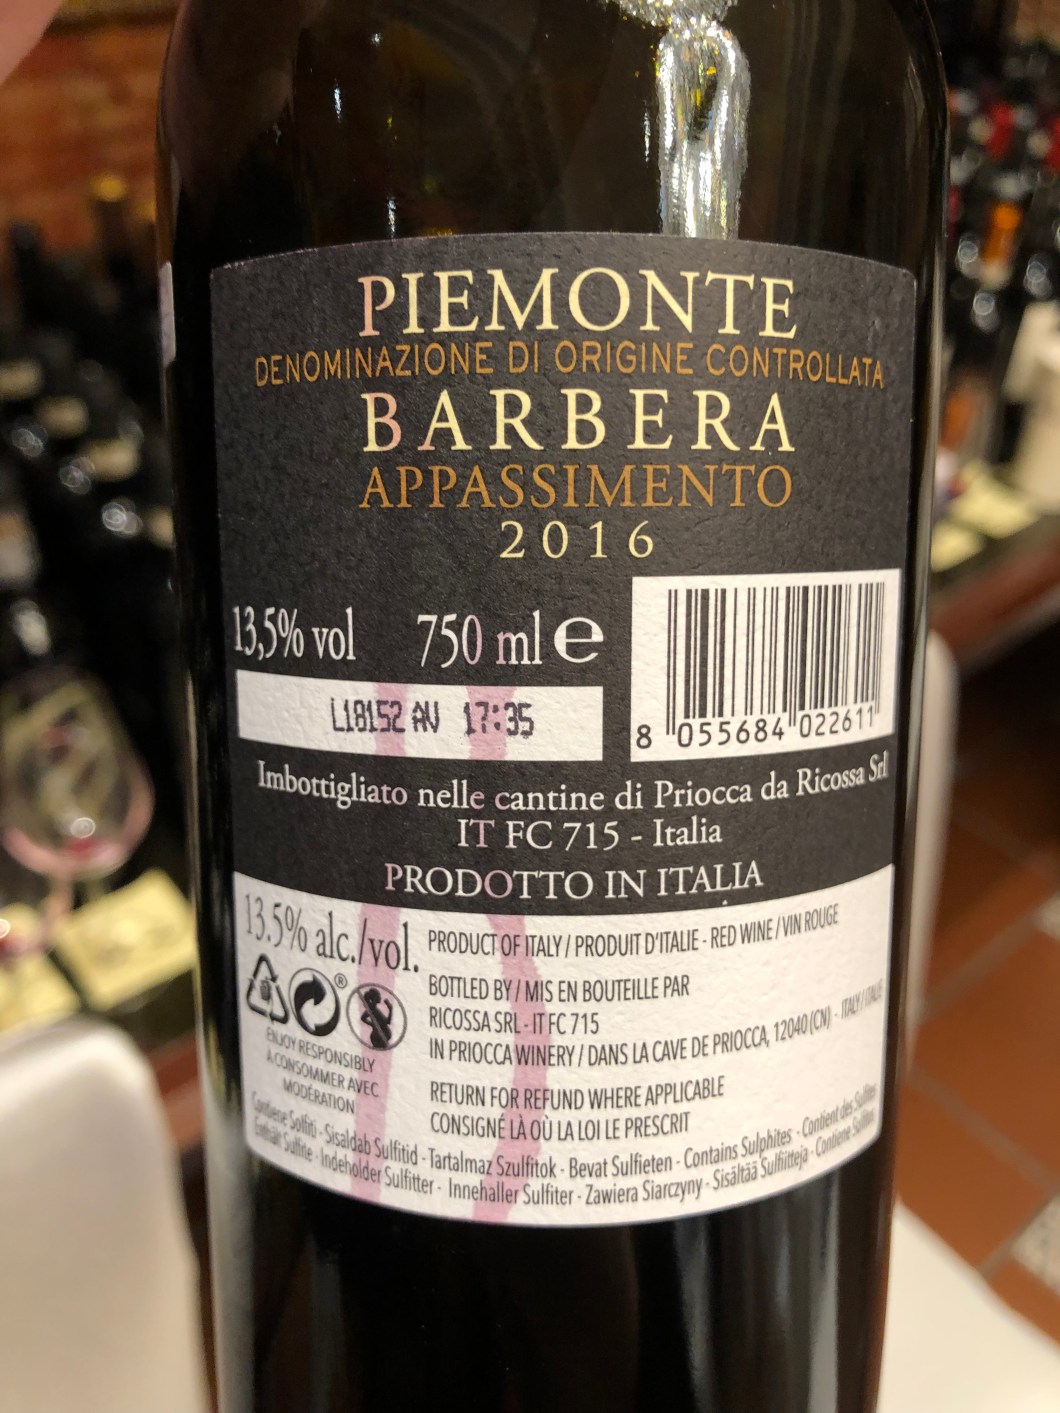 PIEMONTE
DENOMINAZIONE DI ORIGINE CONTROLLATA
BARBERA
APPASSIMENTO
2016
13,5% vol 750 ml e
L18152 AV 17:35
8 055684 022611
Imbottigliato nelle cantine di Priocca da Ricossa Srl
IT FC 715 - Italia
PRODOTTO IN ITALIA
13.5% alc./vol.
PRODUCT OF ITALY / PRODUIT D'ITALIE - RED WINE / VIN ROUGE
BOTTLED BY / MIS EN BOUTEILLE PAR
RICOSSA SRL - IT FC 715
IN PRIOCCA WINERY / DANS LA CAVE DE PRIOCCA, 12040 (CN) - ITALY / ITALIE
®
ENJOY RESPONSIBLY
À CONSOMMER AVEC
MODÉRATION
RETURN FOR REFUND WHERE APPLICABLE
CONSIGNÉ LÀ OÙ LA LOI LE PRESCRIT
Contiene Solfiti - Sisaldab Sulfitid - Tartalmaz Szulfitok - Bevat Sulfieten - Contains Sulphites - Contient des Sulfites
Enthält Sulfite - Indeholder Sulfitter - Innehaller Sulfiter - Zawiera Siarczyny - Sisältää Sulfiitteja - Contiene Sulfitos